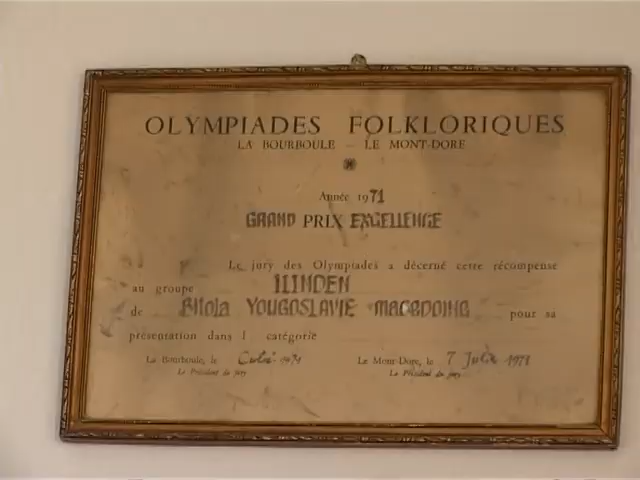 OLYMPIADES FOLKLORIQUES
LA BOURBOULE – LE MONT-DORE
Année 1971
GRAND PRIX EXCELLENCE
Le jury des Olympiades a décerné cette récompense
au groupe ILINDEN
de Bitola YOUGOSLAVIE MACEDOINE pour sa
présentation dans l catégorie
La Bourboule, le 1971 Le Mont-Dore, le 7 Juil. 1971
Le Président du jury Le Président du jury